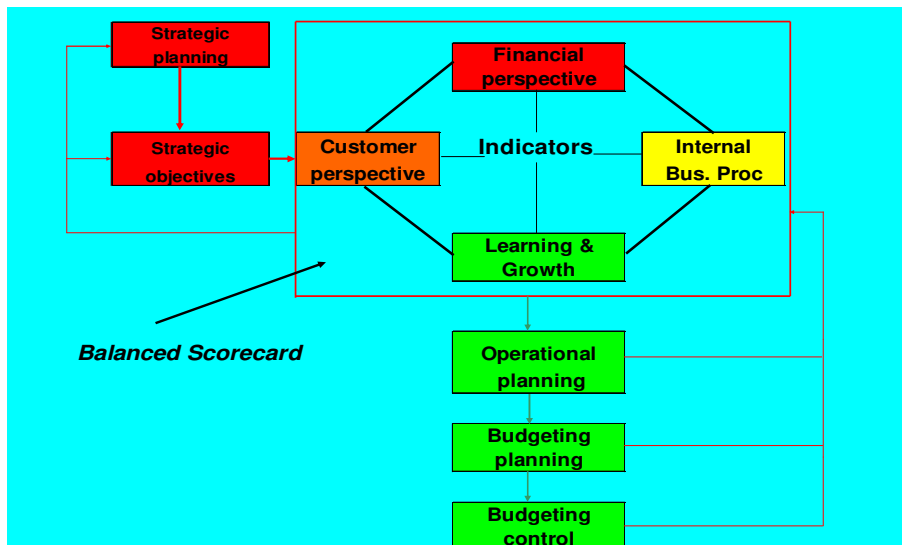 Strategic
planning
Financial
perspective
Strategic
objectives
Customer
perspective
Indicators
Internal
Bus. Proc
Learning &
Growth
Balanced Scorecard
Operational
planning
Budgeting
planning
Budgeting
control